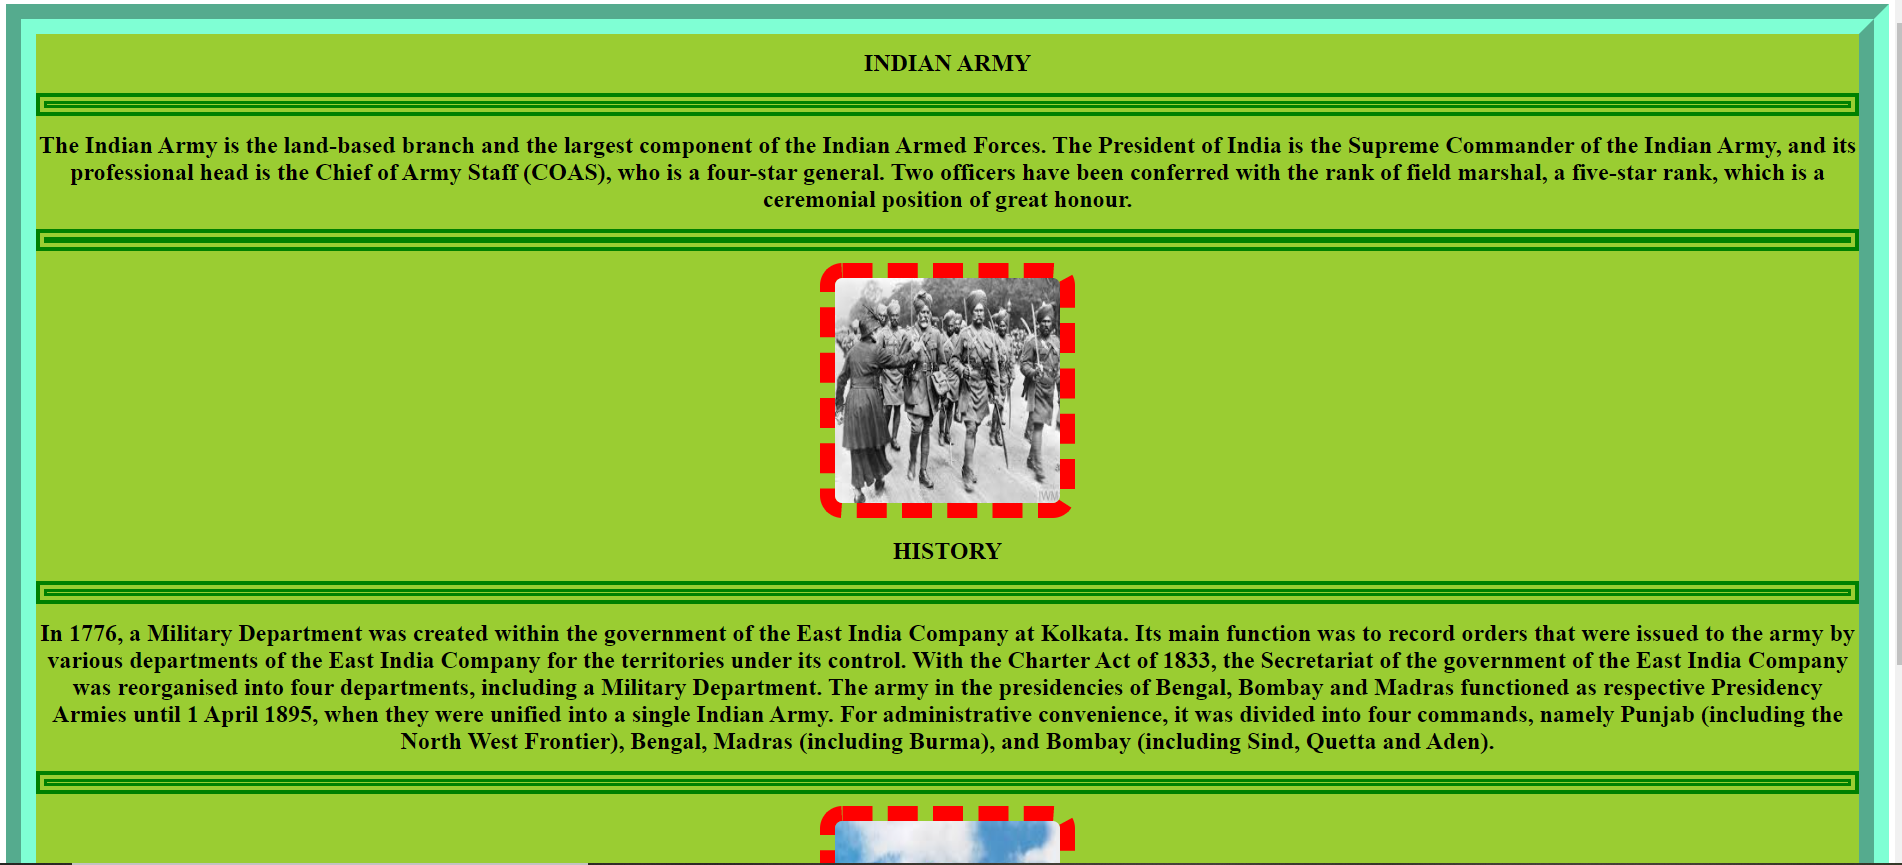 INDIAN ARMY
The Indian Army is the land-based branch and the largest component of the Indian Armed Forces. The President of India is the Supreme Commander of the Indian Army, and its
professional head is the Chief of Army Staff (COAS), who is a four-star general. Two officers have been conferred with the rank of field marshal, a five-star rank, which is a
ceremonial position of great honour.
IWM
HISTORY
In 1776, a Military Department was created within the government of the East India Company at Kolkata. Its main function was to record orders that were issued to the army by
various departments of the East India Company for the territories under its control. With the Charter Act of 1833, the Secretariat of the government of the East India Company
was reorganised into four departments, including a Military Department. The army in the presidencies of Bengal, Bombay and Madras functioned as respective Presidency
Armies until 1 April 1895, when they were unified into a single Indian Army. For administrative convenience, it was divided into four commands, namely Punjab (including the
North West Frontier), Bengal, Madras (including Burma), and Bombay (including Sind, Quetta and Aden).